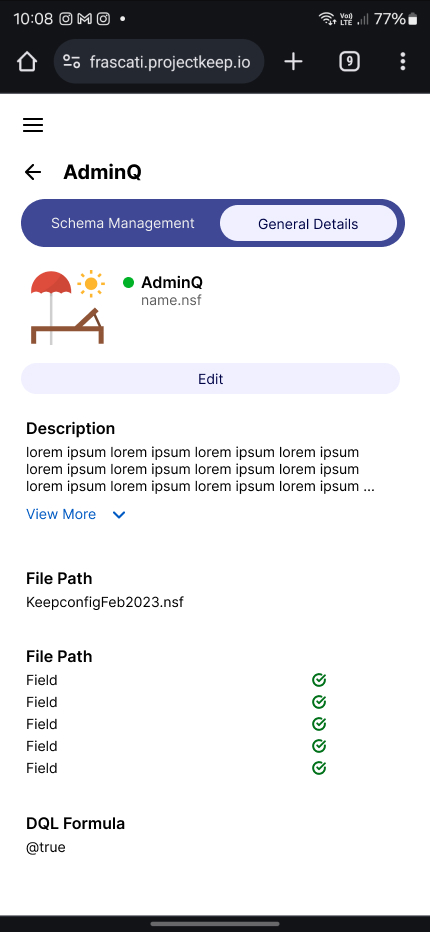 10:08
Vo)) LTE
77%
frascati.projectkeep.io
9
AdminQ
Schema Management
General Details
AdminQ
name.nsf
Edit
Description
lorem ipsum lorem ipsum lorem ipsum lorem ipsum
lorem ipsum lorem ipsum lorem ipsum lorem ipsum
lorem ipsum lorem ipsum lorem ipsum lorem ipsum ...
View More
File Path
KeepconfigFeb2023.nsf
File Path
Field
Field
Field
Field
Field
DQL Formula
@true